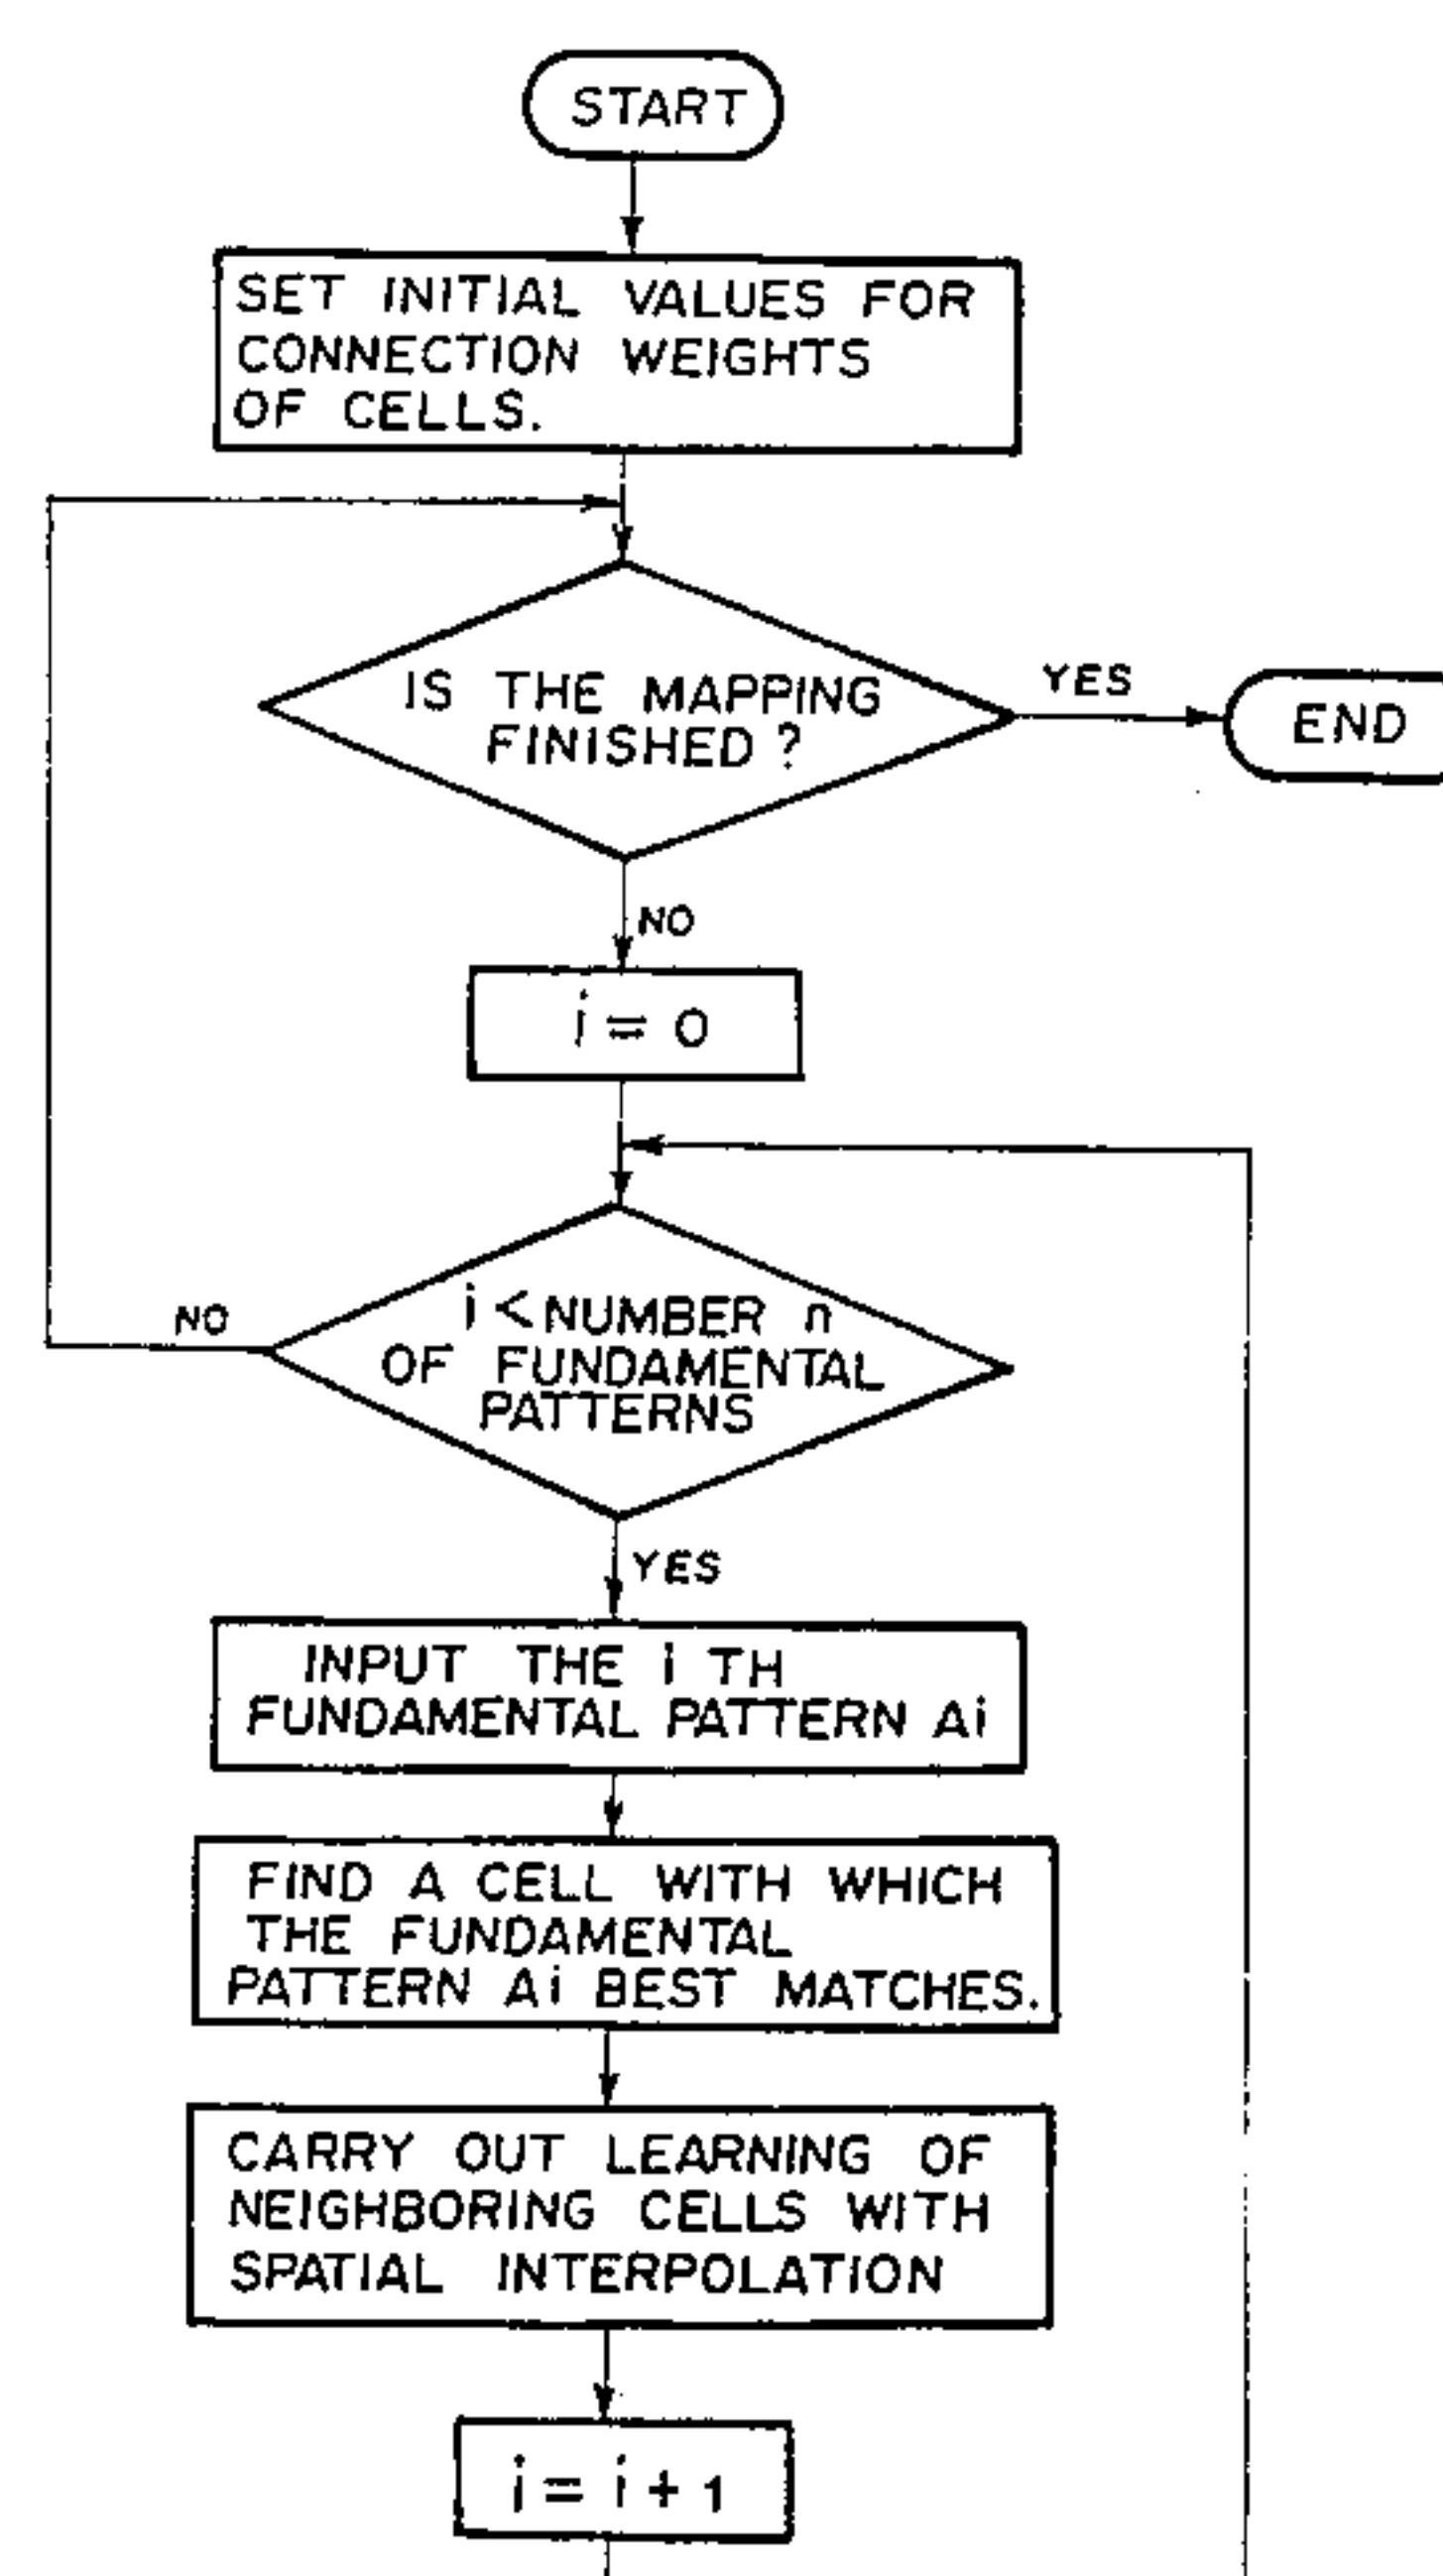 START
SET INITIAL VALUES FOR
CONNECTION WEIGHTS
OF CELLS.
IS THE MAPPING
FINISHED ?
YES
END
NO
i = 0
i < NUMBER n
OF FUNDAMENTAL
PATTERNS
NO
YES
INPUT THE i TH
FUNDAMENTAL PATTERN Ai
FIND A CELL WITH WHICH
THE FUNDAMENTAL
PATTERN Ai BEST MATCHES.
CARRY OUT LEARNING OF
NEIGHBORING CELLS WITH
SPATIAL INTERPOLATION
i = i + 1